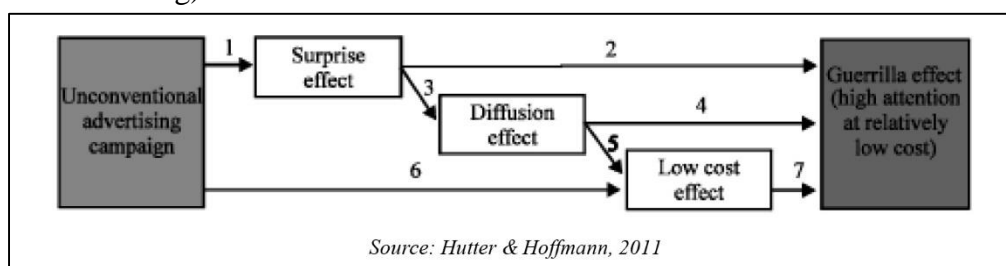 1
Surprise
effect
2
3
Unconventional
advertising
campaign
Diffusion
effect
4
5
6
Low cost
effect
7
Guerrilla effect
(high attention
at relatively
low cost)
Source: Hutter & Hoffmann, 2011